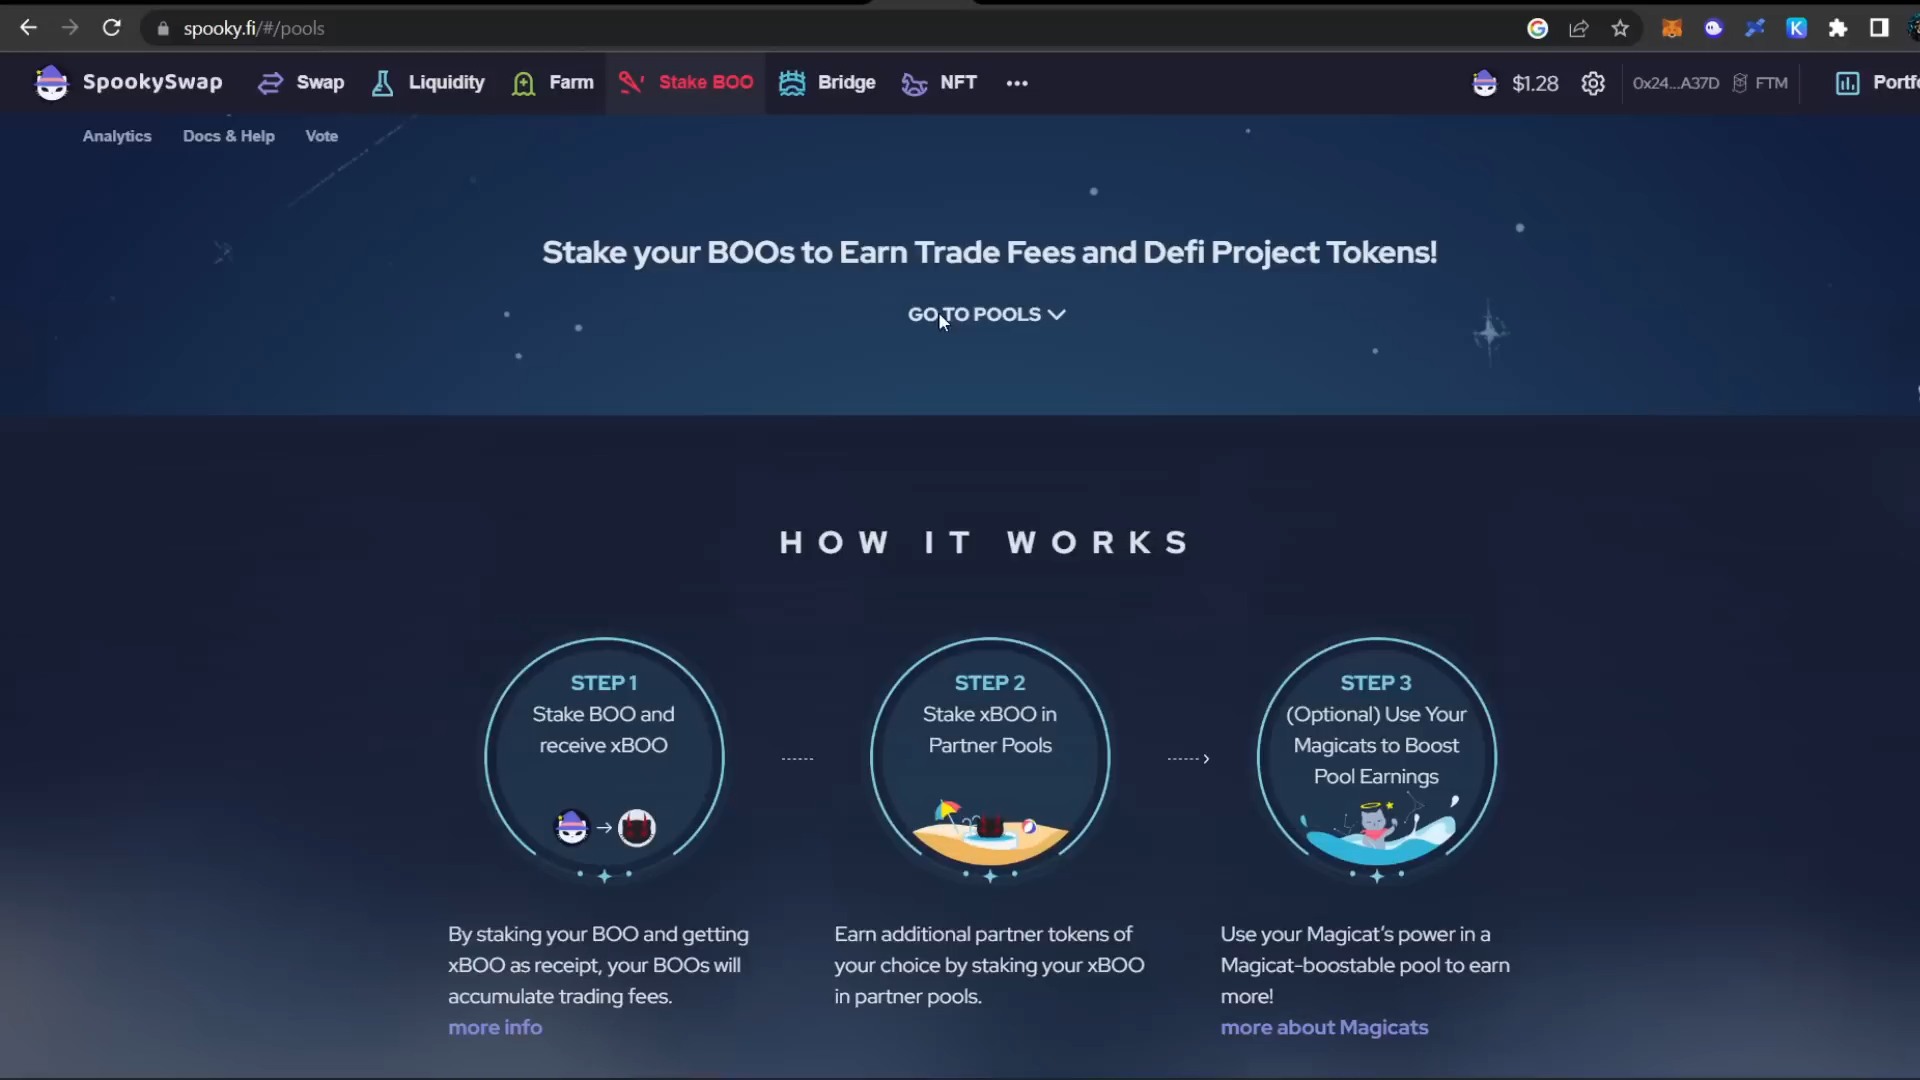 spooky.fi/#/pools
SpookySwap Swap Liquidity Farm Stake BOO Bridge NFT ... $1.28 0x24...A37D FTM Portfo
Analytics Docs & Help Vote
Stake your BOOs to Earn Trade Fees and Defi Project Tokens!
GO TO POOLS
HOW IT WORKS
STEP 1
Stake BOO and
receive xBOO
STEP 2
Stake xBOO in
Partner Pools
STEP 3
(Optional) Use Your
Magicats to Boost
Pool Earnings
By staking your BOO and getting
xBOO as receipt, your BOOs will
accumulate trading fees.
more info
Earn additional partner tokens of
your choice by staking your xBOO
in partner pools.
Use your Magicat's power in a
Magicat-boostable pool to earn
more!
more about Magicats